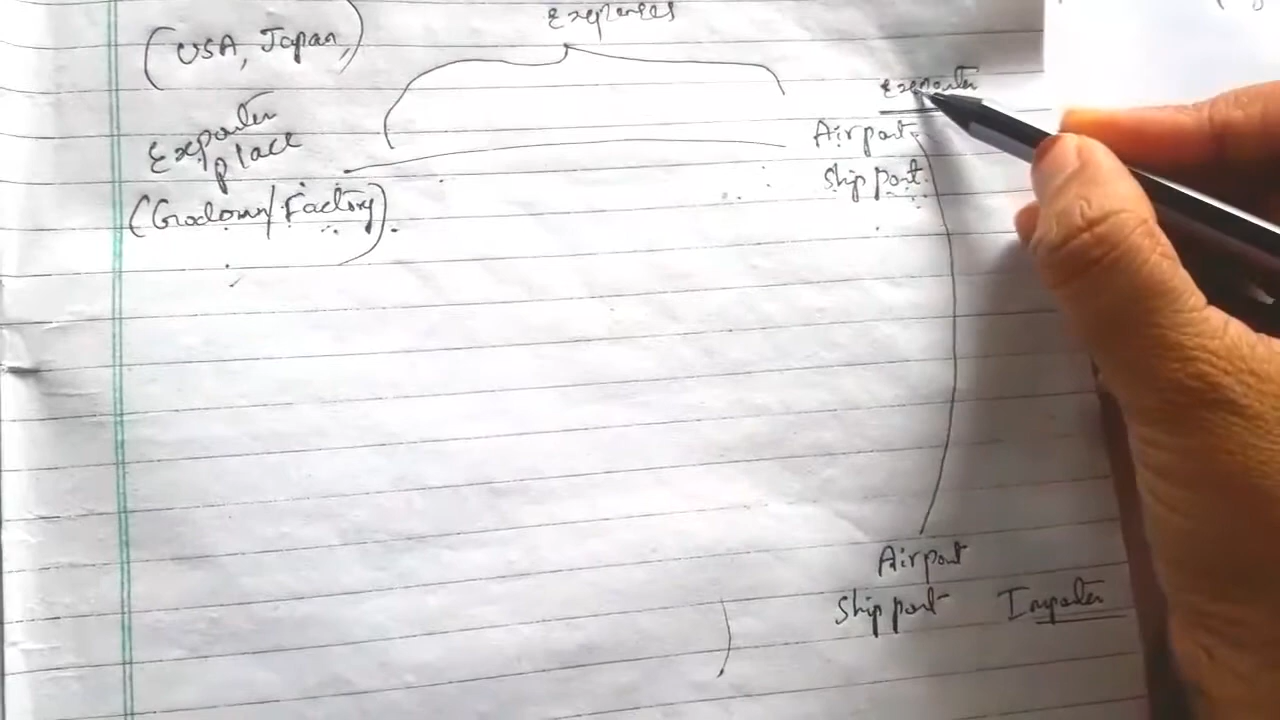 Expenses
(USA, Japan,)
Exporter
place
(Godown/Factory)
Exporter
Airport
Ship port
Airport
Ship port
Importer